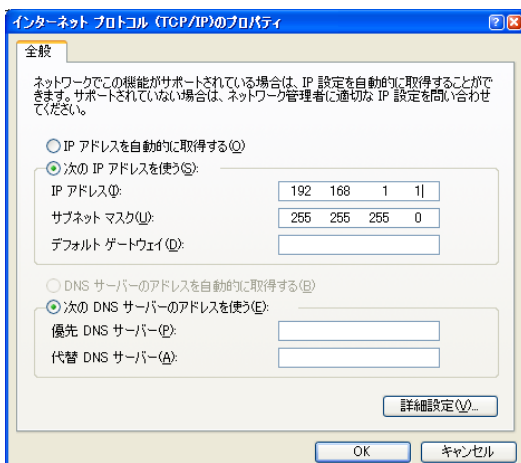 インターネット プロトコル (TCP/IP)のプロパティ
全般
ネットワークでこの機能がサポートされている場合は、IP 設定を自動的に取得することがで
きます。サポートされていない場合は、ネットワーク管理者に適切な IP 設定を問い合わせ
てください。
IP アドレスを自動的に取得する(O)
次の IP アドレスを使う(S):
IP アドレス(I): 192 168 1 1
サブネット マスク(U): 255 255 255 0
デフォルト ゲートウェイ(D):
DNS サーバーのアドレスを自動的に取得する(B)
次の DNS サーバーのアドレスを使う(E):
優先 DNS サーバー(P):
代替 DNS サーバー(A):
詳細設定(V)...
OK キャンセル